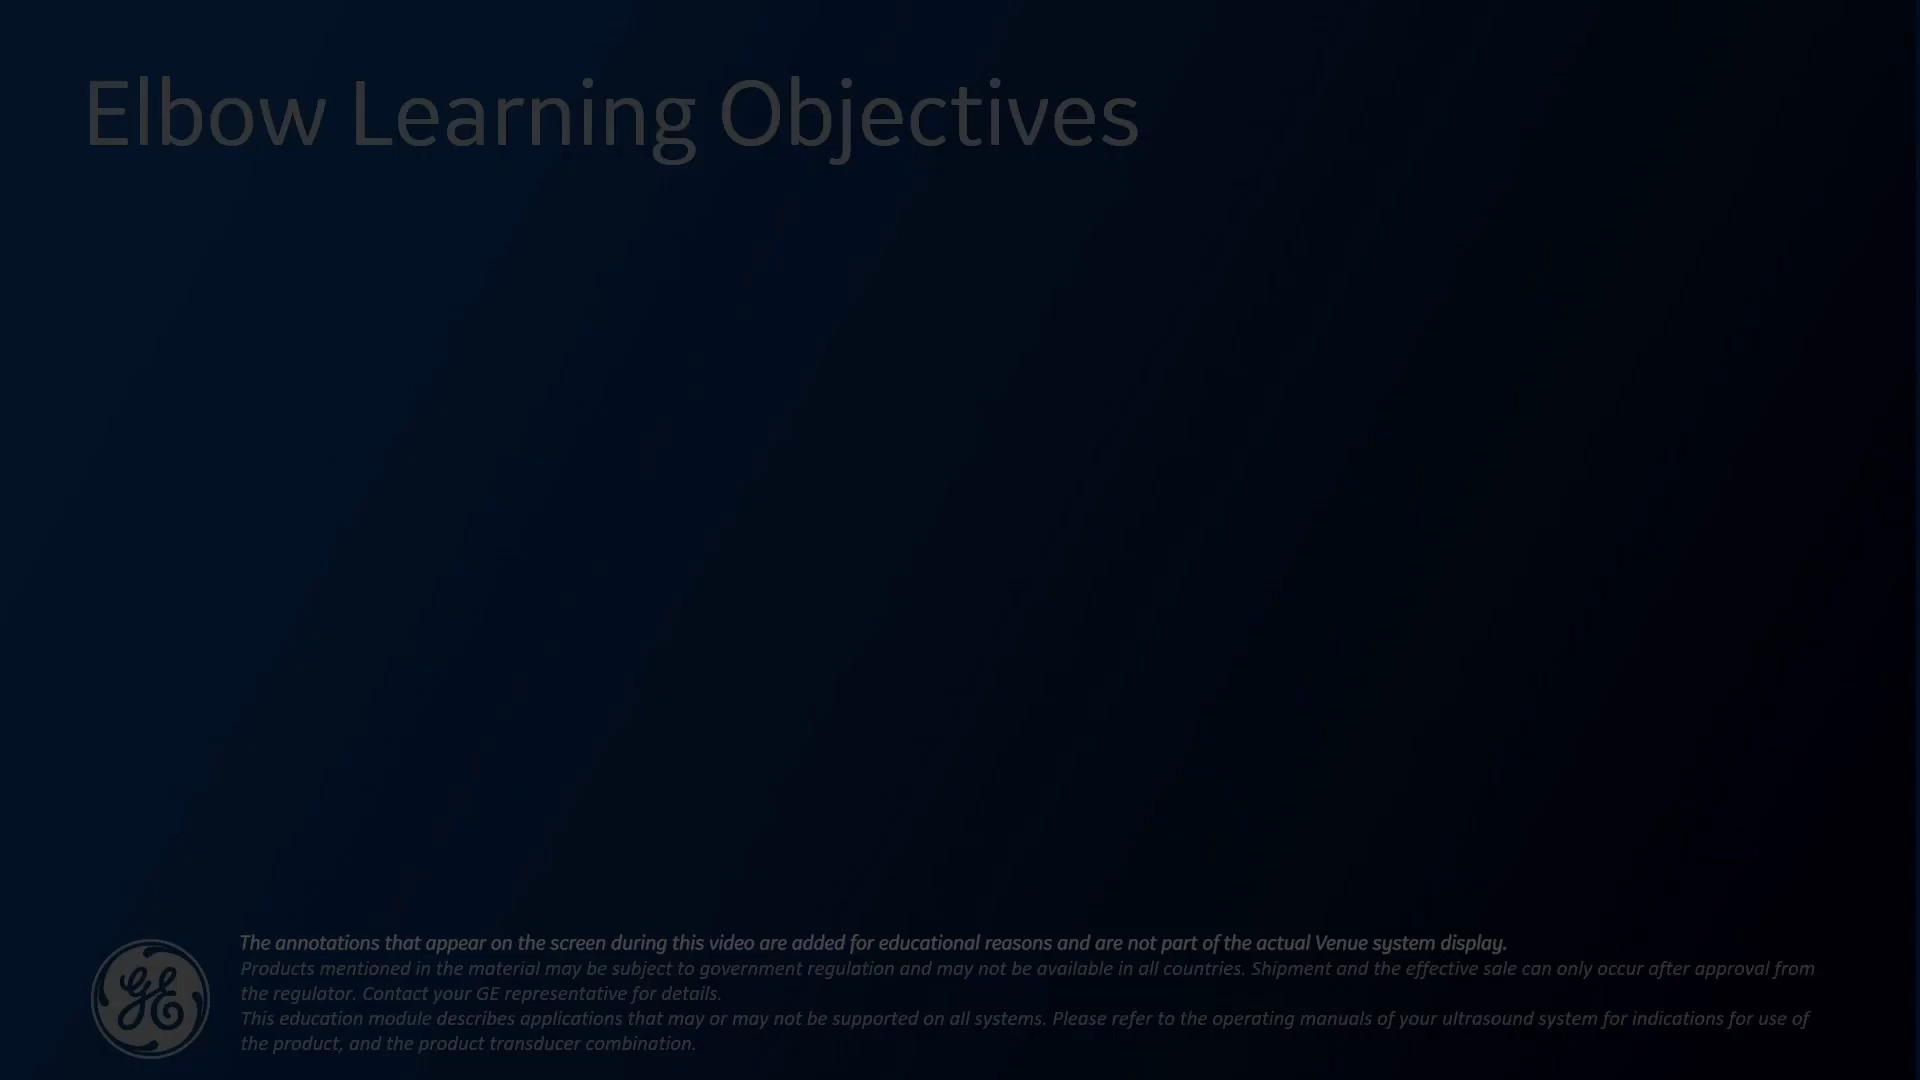 Elbow Learning Objectives
The annotations that appear on the screen during this video are added for educational reasons and are not part of the actual Venue system display.
Products mentioned in the material may be subject to government regulation and may not be available in all countries. Shipment and the effective sale can only occur after approval from
the regulator. Contact your GE representative for details.
This education module describes applications that may or may not be supported on all systems. Please refer to the operating manuals of your ultrasound system for indications for use of
the product, and the product transducer combination.
GE